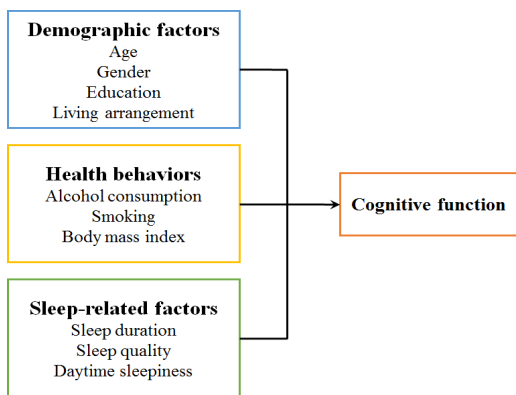 Demographic factors
Age
Gender
Education
Living arrangement
Health behaviors
Alcohol consumption
Smoking
Body mass index
Cognitive function
Sleep-related factors
Sleep duration
Sleep quality
Daytime sleepiness